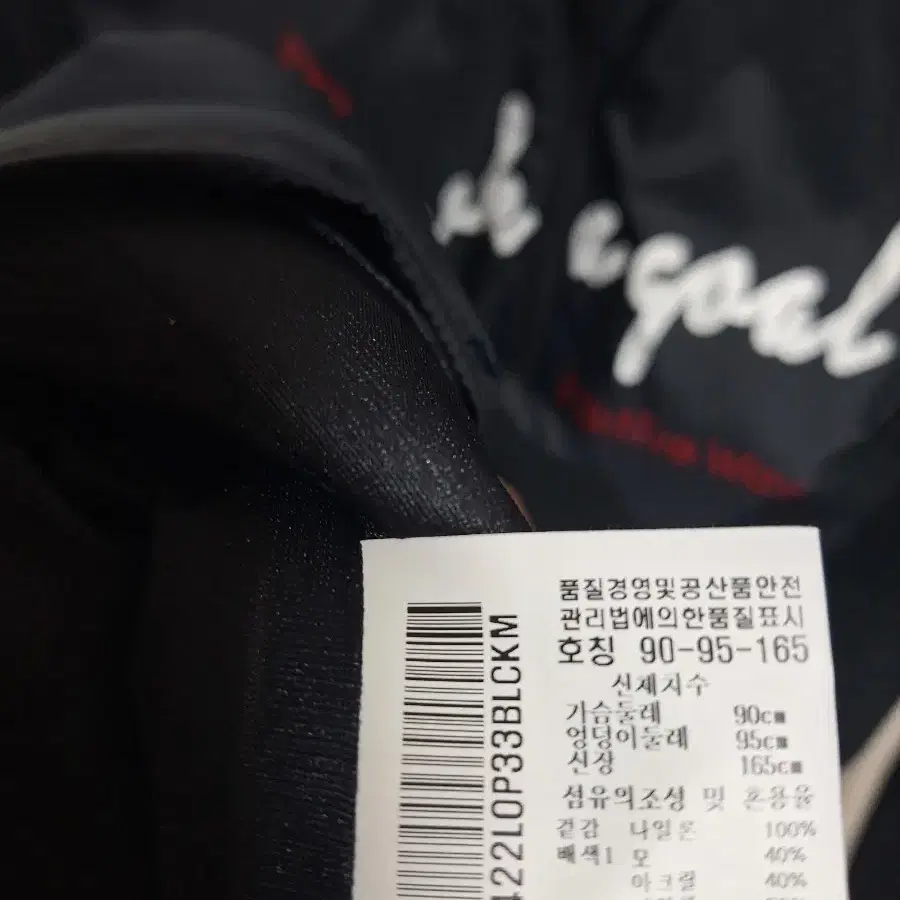 egoal
품질경영및공산품안전
관리법에의한품질표시
호칭 90-95-165
신체치수
가슴둘레 90cm
엉덩이둘레 95cm
신장 165cm
섬유의조성 및 혼용율
겉감 나일론 100%
배색1 모 40%
아크릴 40%
422LOP33BLCKM